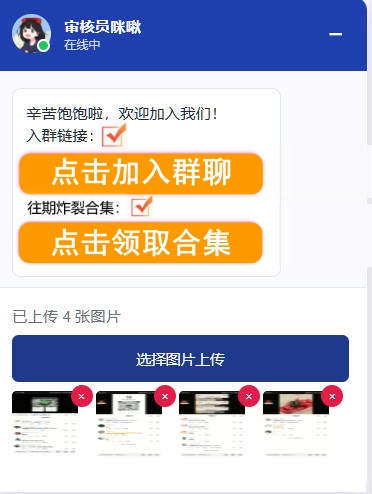 审核员咪啾
在线中
辛苦饱饱啦，欢迎加入我们！
入群链接：
点击加入群聊
往期炸裂合集：
点击领取合集
已上传 4 张图片
选择图片上传